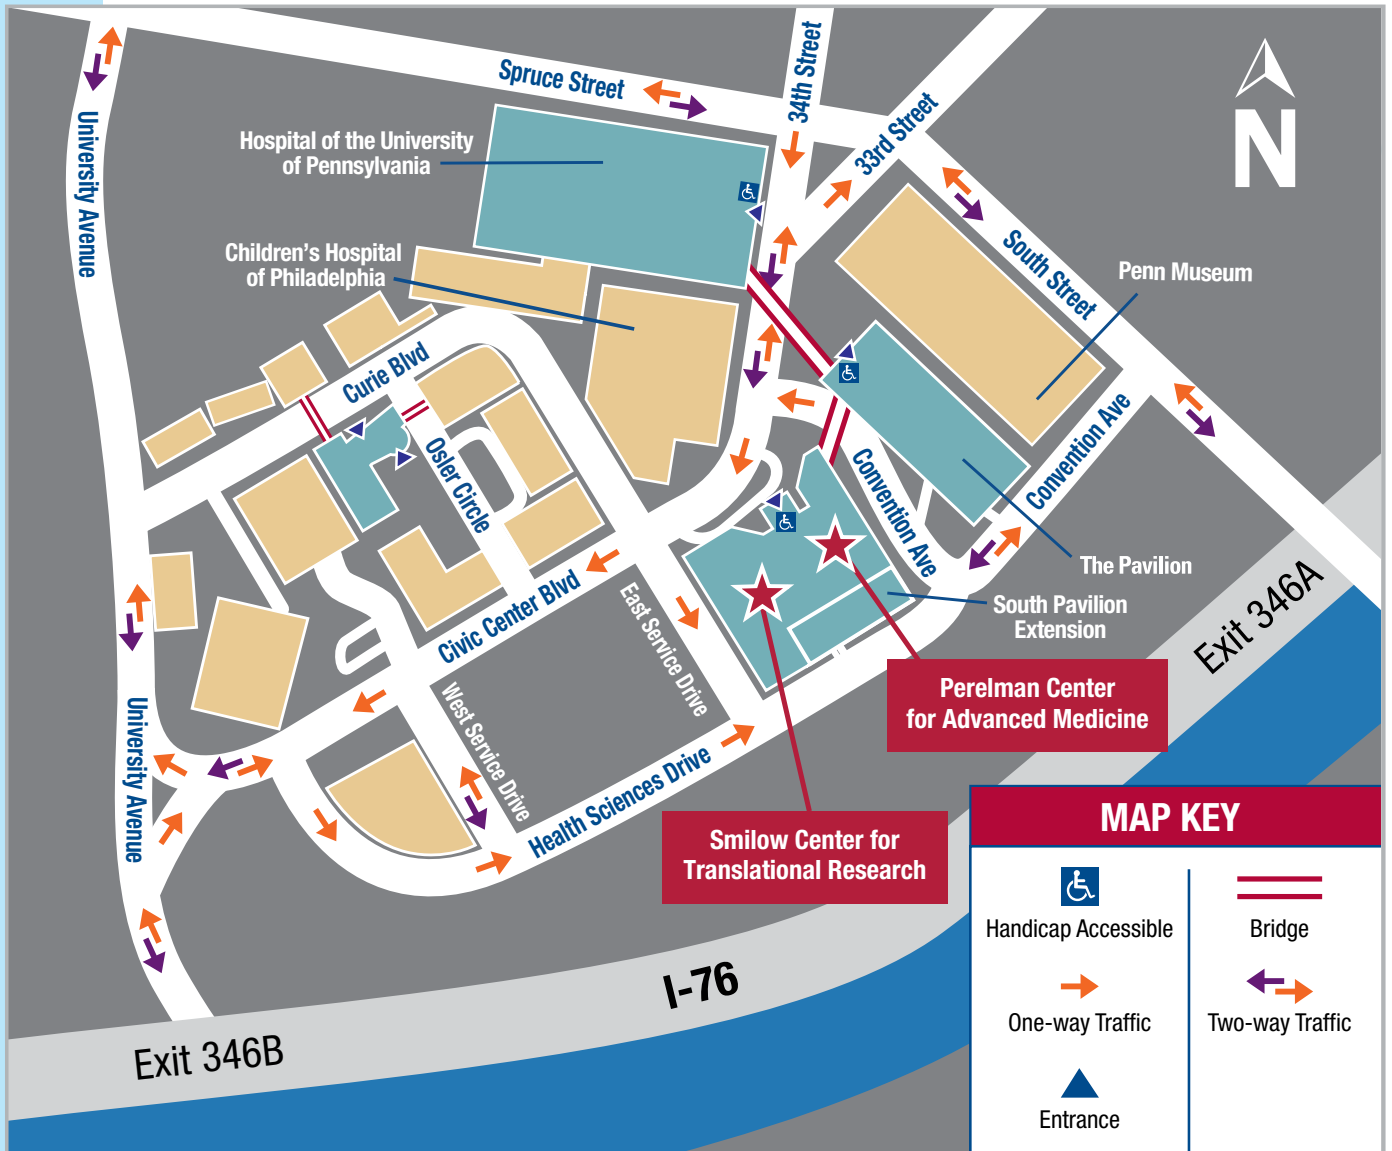 Spruce Street
34th Street
33rd Street
N
University Avenue
Hospital of the University
of Pennsylvania
Children’s Hospital
of Philadelphia
South Street
Penn Museum
Curie Blvd
Osler Circle
Convention Ave
Convention Ave
The Pavilion
South Pavilion
Extension
Civic Center Blvd
East Service Drive
West Service Drive
Exit 346A
Perelman Center
for Advanced Medicine
University Avenue
Health Sciences Drive
Smilow Center for
Translational Research
I-76
Exit 346B
MAP KEY
Handicap Accessible
Bridge
One-way Traffic
Two-way Traffic
Entrance